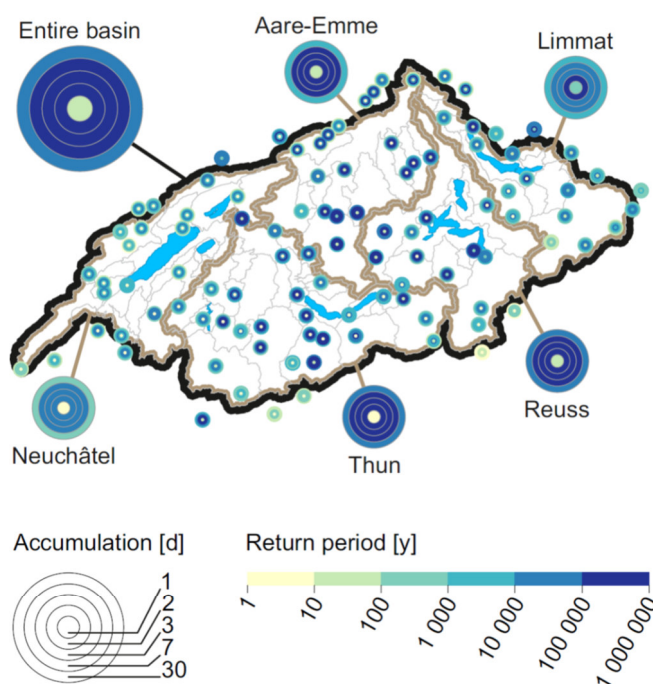 Entire basin
Aare-Emme
Limmat
Neuchâtel
Thun
Reuss
Accumulation [d]
1
2
3
7
30
Return period [y]
1
10
100
1 000
10 000
100 000
1 000 000